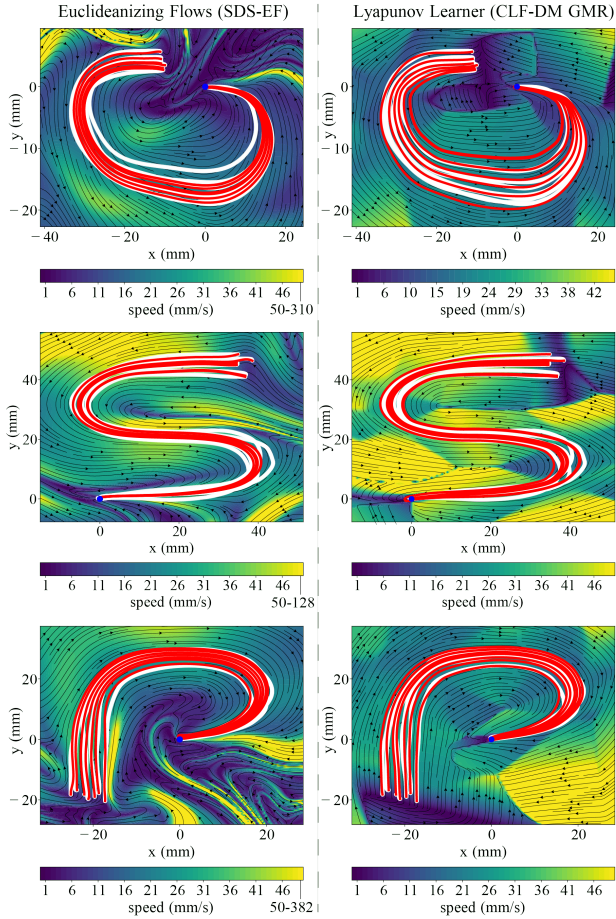 Euclideanizing Flows (SDS-EF)
Lyapunov Learner (CLF-DM GMR)
0
−10
−20
− y (mm)
−40 −20 0 20
x (mm)
1 6 11 16 21 26 31 36 41 46
speed (mm/s)
50-310
0
−10
−20
− y (mm)
−40 −20 0 20
x (mm)
1 6 10 15 19 24 29 33 38 42
speed (mm/s)
40
20
0
y (mm)
0 20 40
x (mm)
1 6 11 16 21 26 31 36 41 46
speed (mm/s)
50-128
40
20
0
y (mm)
0 20 40
x (mm)
1 6 11 16 21 26 31 36 41 46
speed (mm/s)
20
0
−20
y (mm)
−20 0 20
x (mm)
1 6 11 16 21 26 31 36 41 46
speed (mm/s)
50-382
20
0
−20
y (mm)
−20 0 20
x (mm)
1 6 11 16 21 26 31 36 41 46
speed (mm/s)